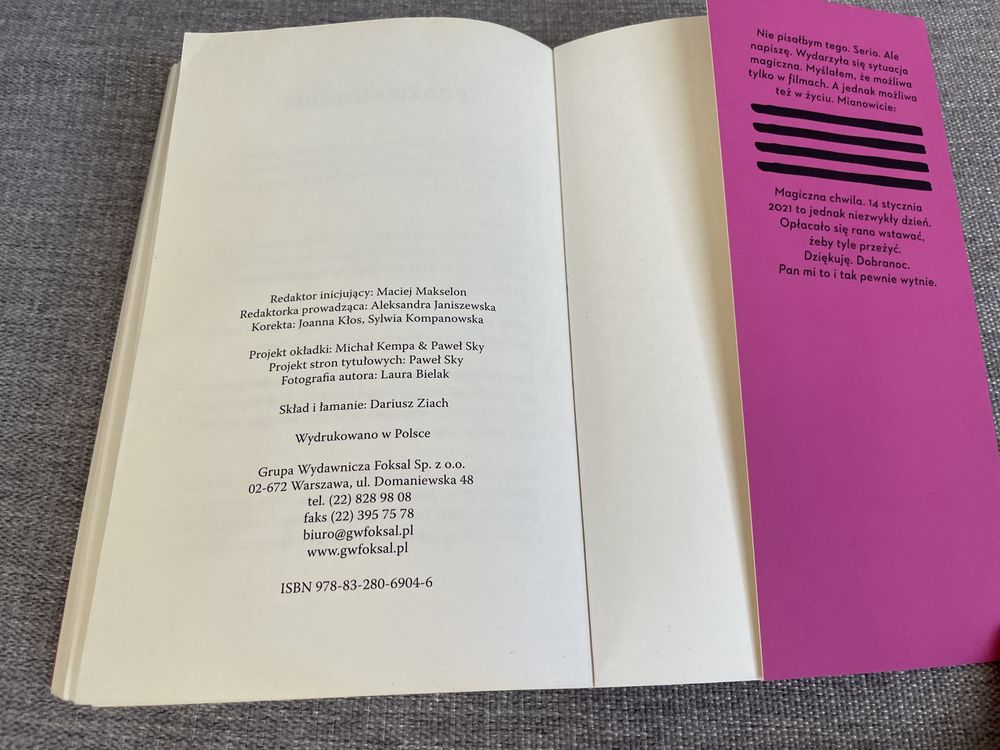 Redaktor inicjujący: Maciej Makselon
Redaktorka prowadząca: Aleksandra Janiszewska
Korekta: Joanna Kłos, Sylwia Kompanowska
Projekt okładki: Michał Kempa & Paweł Sky
Projekt stron tytułowych: Paweł Sky
Fotografia autora: Laura Bielak
Skład i łamanie: Dariusz Ziach
Wydrukowano w Polsce
Grupa Wydawnicza Foksal Sp. z o.o.
02-672 Warszawa, ul. Domaniewska 48
tel. (22) 828 98 08
faks (22) 395 75 78
biuro@gwfoksal.pl
www.gwfoksal.pl
ISBN 978-83-280-6904-6
Nie pisałbym tego. Serio. Ale
napiszę. Wydarzyła się sytuacja
magiczna. Myślałem, że możliwa
tylko w filmach. A jednak możliwa
też w życiu. Mianowicie:
Magiczna chwila. 14 stycznia
2021 to jednak niezwykły dzień.
Opłacało się rano wstawać,
żeby tyle przeżyć.
Dziękuję. Dobranoc.
Pan mi to i tak pewnie wytnie.